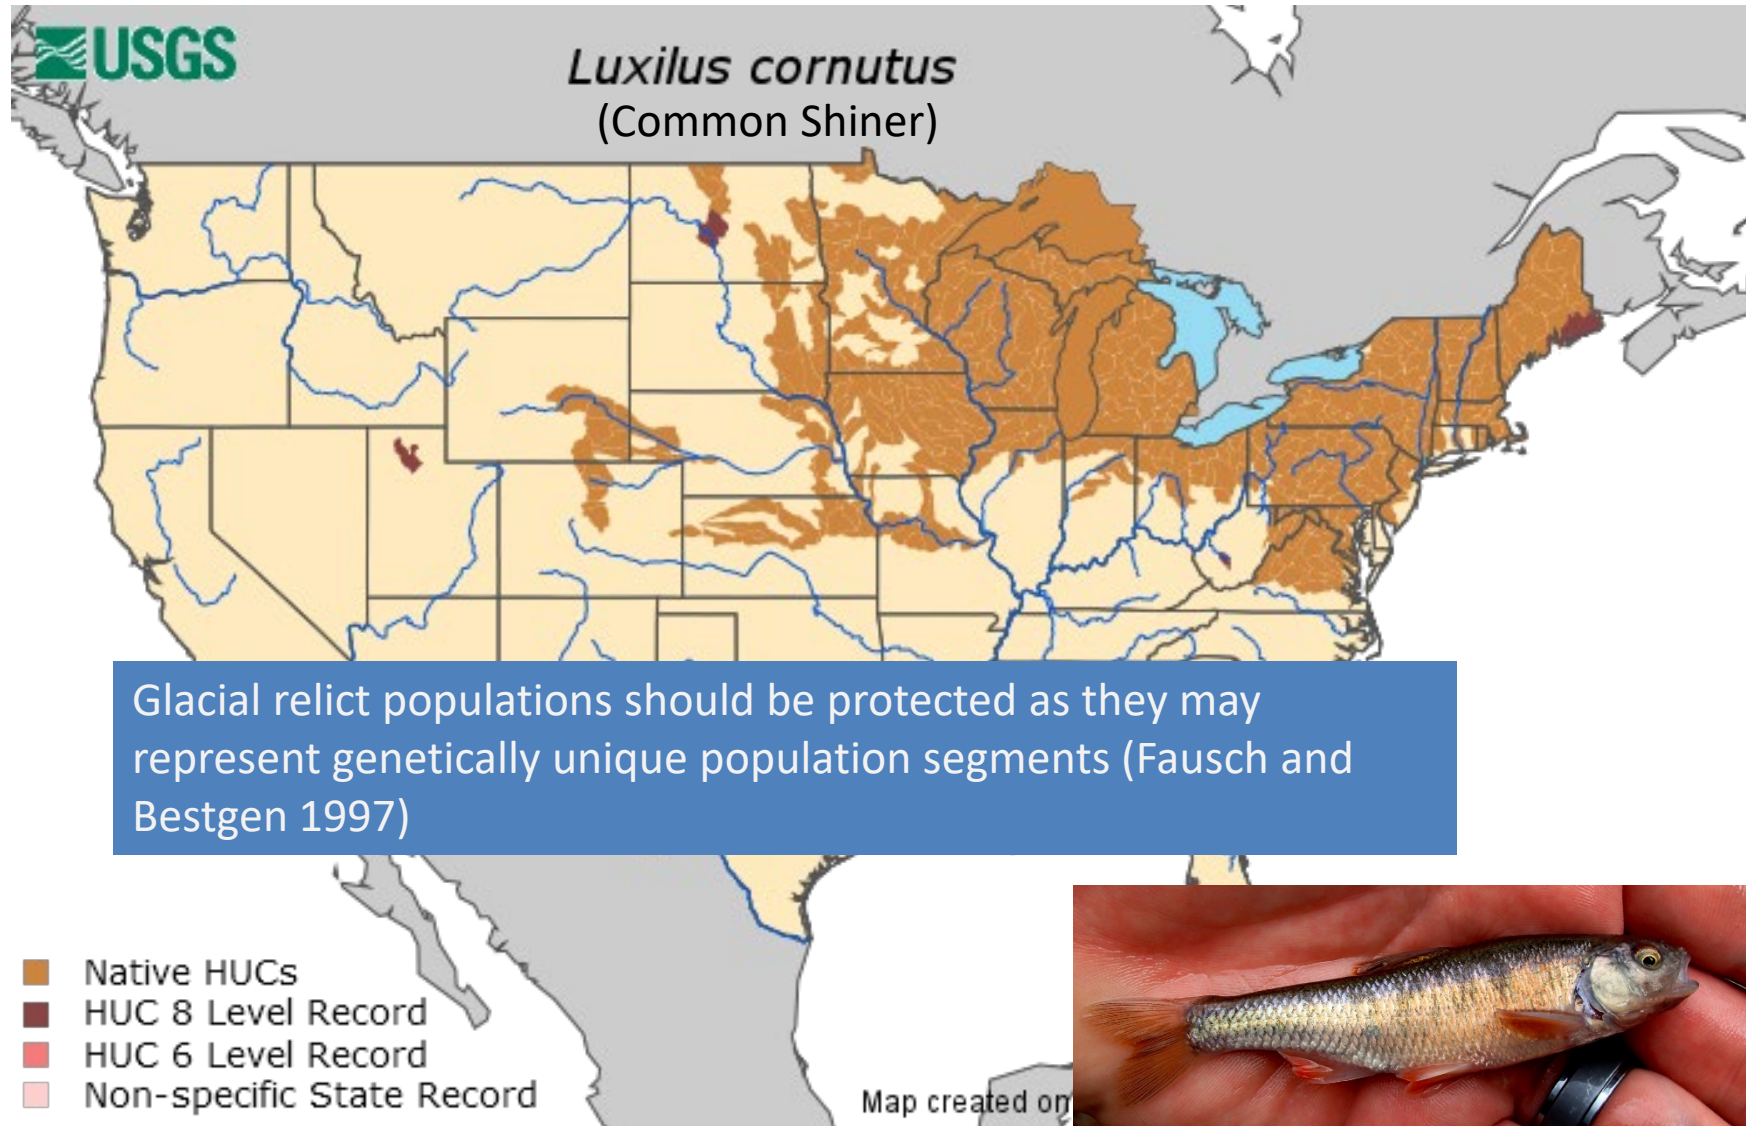 USGS
Luxilus cornutus
(Common Shiner)
Glacial relict populations should be protected as they may
represent genetically unique population segments (Fausch and
Bestgen 1997)
Native HUCs
HUC 8 Level Record
HUC 6 Level Record
Non-specific State Record
Map created on